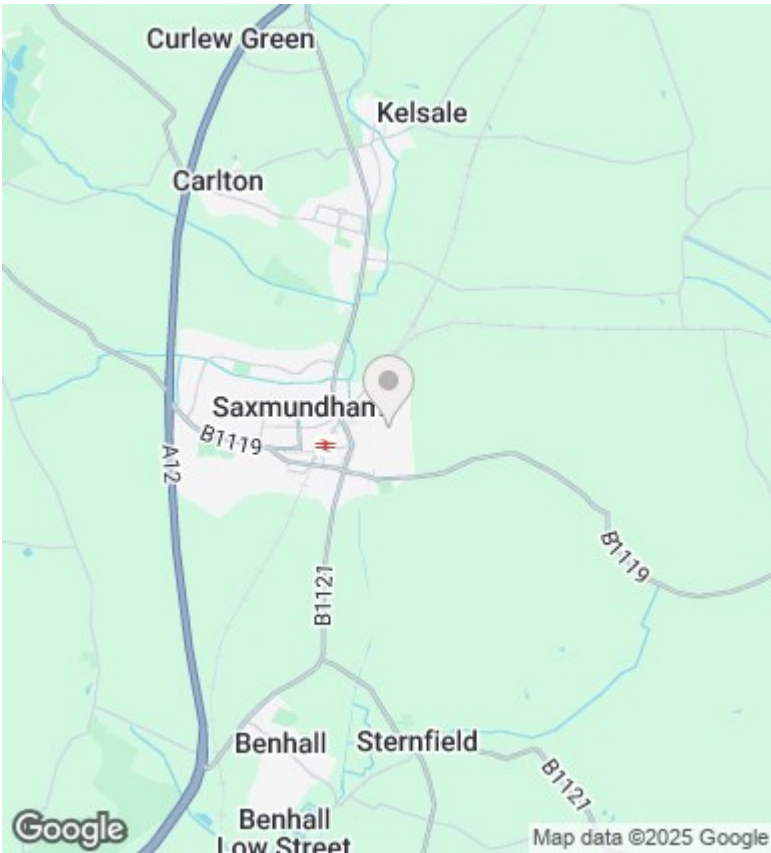 Curlew Green
Kelsale
Carlton
Saxmundham
B1119
A12
B1119
B1121
Benhall
Sternfield
B1121
Benhall
Low Street
Google
Map data ©2025 Google